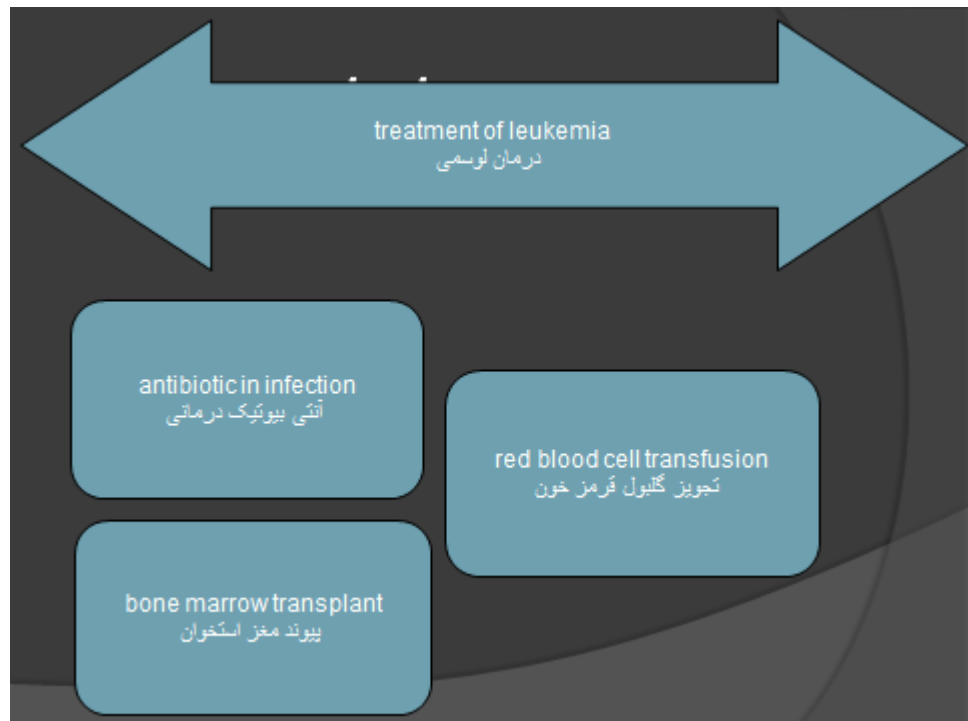 treatment of leukemia
درمان لوسمی
antibiotic in infection
آنتی بیوتیک درمانی
red blood cell transfusion
تجویز گلبول قرمز خون
bone marrow transplant
پیوند مغز استخوان